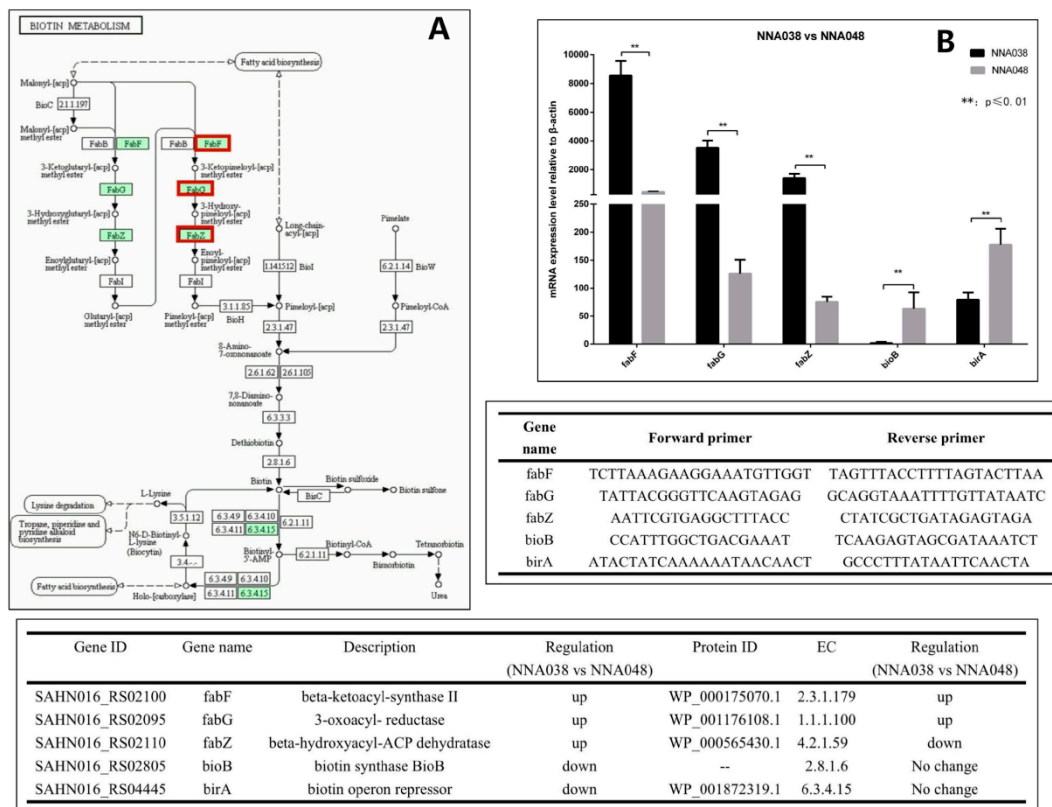 BIOTIN METABOLISM
A
Fatty acid biosynthesis
Malonyl-[acp]
BioC
2.1.1.197
Malonyl-[acp]
methyl ester
FabB
FabF
FabB
FabF
3-Ketoglutaryl-[acp]
methyl ester
3-Ketopimeloyl-[acp]
methyl ester
FabG
FabG
3-Hydroxyglutaryl-[acp]
methyl ester
3-Hydroxy-
pimeloyl-[acp]
methyl ester
Long-chain-
acyl-[acp]
Pimelate
FabZ
FabZ
Enoylglutaryl-[acp]
methyl ester
Enoyl-
pimeloyl-[acp]
methyl ester
1.14.15.12
BioI
6.2.1.14
BioW
FabI
FabI
3.1.1.85
BioH
Glutaryl-[acp]
methyl ester
Pimeloyl-[acp]
methyl ester
Pimeloyl-[acp]
Pimeloyl-CoA
2.3.1.47
2.3.1.47
8-Amino-
7-oxononanoate
2.6.1.62
2.6.1.105
7,8-Diamino-
nonanoate
6.3.3.3
Dethiobiotin
2.8.1.6
Biotin
Biotin sulfoxide
BisC
Biotin sulfone
L-Lysine
Lysine degradation
Tropane, piperidine and
pyridine alkaloid
biosynthesis
3.5.1.12
6.3.4.9
6.3.4.10
6.3.4.11
6.3.4.15
6.2.1.11
N6-D-Biotinyl-
L-lysine
(Biocytin)
Biotinyl-
5'-AMP
6.2.1.11
Biotinyl-CoA
Bisnorbiotin
Tetranorbiotin
Urea
3.4.-.-
6.3.4.9
6.3.4.10
6.3.4.11
6.3.4.15
Fatty acid biosynthesis
Holo-[carboxylase]
NNA038 vs NNA048
B
NNA038
NNA048
**: p≤0.01
mRNA expression level relative to β-actin
10000
8000
6000
4000
2000
250
200
150
100
50
0
**
**
**
**
**
fabF
fabG
fabZ
bioB
birA
Gene name Forward primer Reverse primer
fabF TCTTAAAGAAGGAAATGTTGGT TAGTTTACCTTTTAGTACTTAA
fabG TATTACGGGTTCAAGTAGAG GCAGGTAAATTTTGTTATAATC
fabZ AATTCGTGAGGCTTTACC CTATCGCTGATAGAGTAGA
bioB CCATTTGGCTGACGAAAT TCAAGAGTAGCGATAAATCT
birA ATACTATCAAAAAATAACAACT GCCCTTTATAATTCAACTA
Gene ID Gene name Description Regulation Protein ID EC Regulation
(NNA038 vs NNA048) (NNA038 vs NNA048)
SAHN016_RS02100 fabF beta-ketoacyl-synthase II up WP_000175070.1 2.3.1.179 up
SAHN016_RS02095 fabG 3-oxoacyl- reductase up WP_001176108.1 1.1.1.100 up
SAHN016_RS02110 fabZ beta-hydroxyacyl-ACP dehydratase up WP_000565430.1 4.2.1.59 down
SAHN016_RS02805 bioB biotin synthase BioB down -- 2.8.1.6 No change
SAHN016_RS04445 birA biotin operon repressor down WP_001872319.1 6.3.4.15 No change